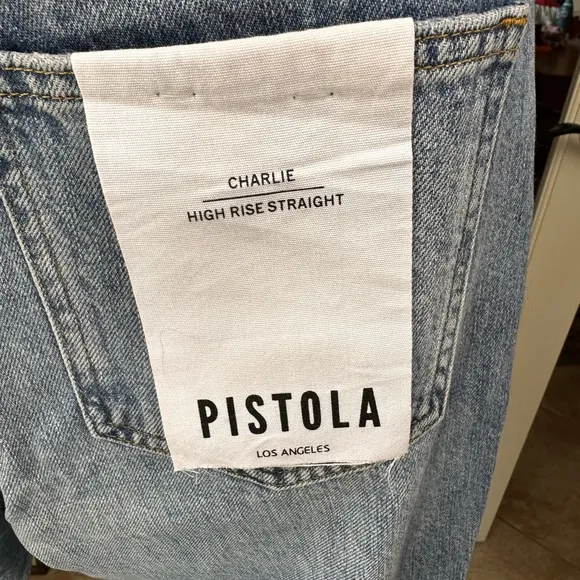 CHARLIE
HIGH RISE STRAIGHT
PISTOLA
LOS ANGELES